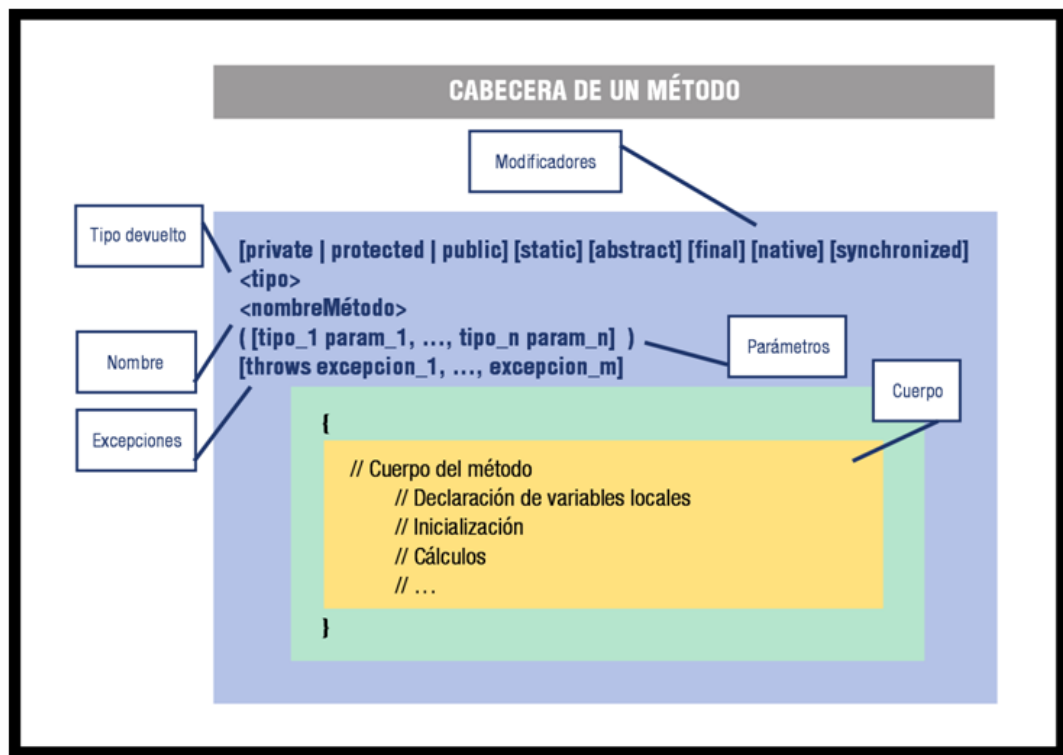 CABECERA DE UN MÉTODO
Modificadores
Tipo devuelto
[private | protected | public] [static] [abstract] [final] [native] [synchronized]
<tipo>
<nombreMétodo>
( [tipo_1 param_1, ..., tipo_n param_n] )
Parámetros
Nombre
[throws excepcion_1, ..., excepcion_m]
Cuerpo
Excepciones
{
// Cuerpo del método
// Declaración de variables locales
// Inicialización
// Cálculos
// ...
}